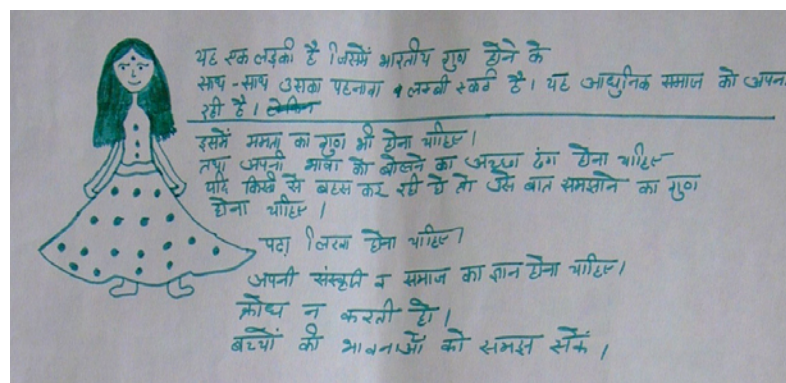 यह एक लड़की है जिसमें भारतीय गुण होने के
साथ-साथ उसका पहनावा व लम्बी स्कर्ट है। यह आधुनिक समाज को अपना
रही है।
इसमें ममता का गुण भी होना चाहिए।
तथा अपनी भाषा को बोलने का अच्छा ढंग होना चाहिए
यदि किसी से बहस कर रही हो तो उसे बात समझाने का गुण
होना चाहिए।
पढ़ा लिखा होना चाहिए।
अपनी संस्कृति व समाज का ज्ञान होना चाहिए।
क्रोध न करती हो।
बच्चों की भावनाओं को समझ सकें।